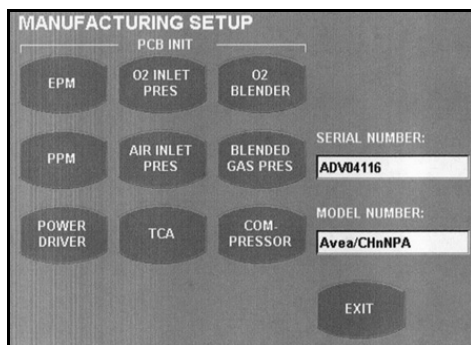 MANUFACTURING SETUP
PCB INIT
EPM
O2 INLET
PRES
O2
BLENDER
PPM
AIR INLET
PRES
BLENDED
GAS PRES
SERIAL NUMBER:
ADV04116
POWER
DRIVER
TCA
COM-
PRESSOR
MODEL NUMBER:
Avea/CHnNPA
EXIT